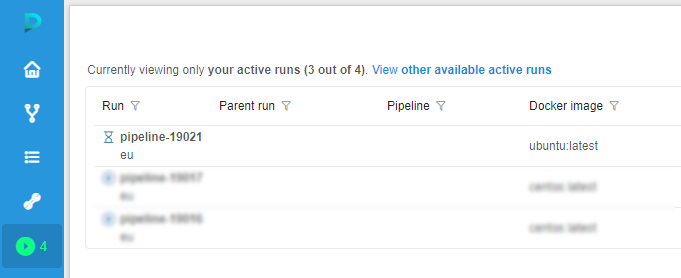 Currently viewing only your active runs (3 out of 4). View other available active runs
Run Parent run Pipeline Docker image
pipeline-19021
eu ubuntu:latest
pipeline-19017
eu centos:latest
pipeline-19016
eu centos:latest
4